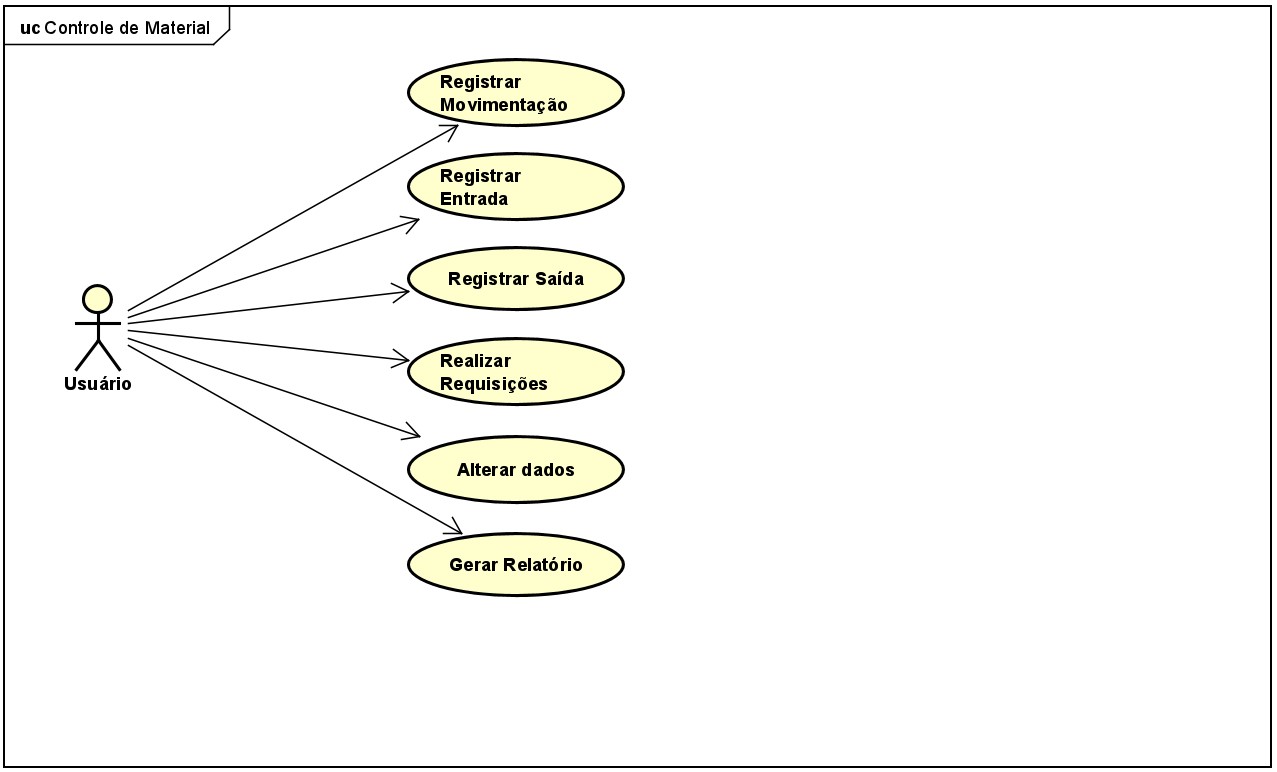 uc Controle de Material
Registrar
Movimentação
Registrar
Entrada
Registrar Saída
Realizar
Requisições
Usuário
Alterar dados
Gerar Relatório